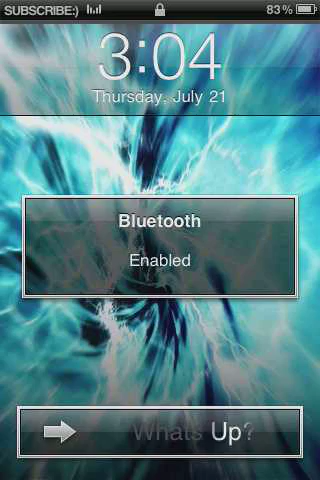 SUBSCRIBE:) 83%
3:04
Thursday, July 21
Bluetooth
Enabled
Whats Up?